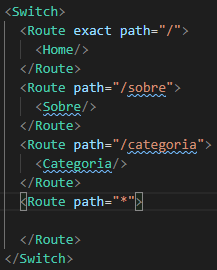 <Switch>
<Route exact path="/">
<Home/>
</Route>
<Route path="/sobre">
<Sobre/>
</Route>
<Route path="/categoria">
<Categoria/>
</Route>
<Route path="*">
</Route>
</Switch>